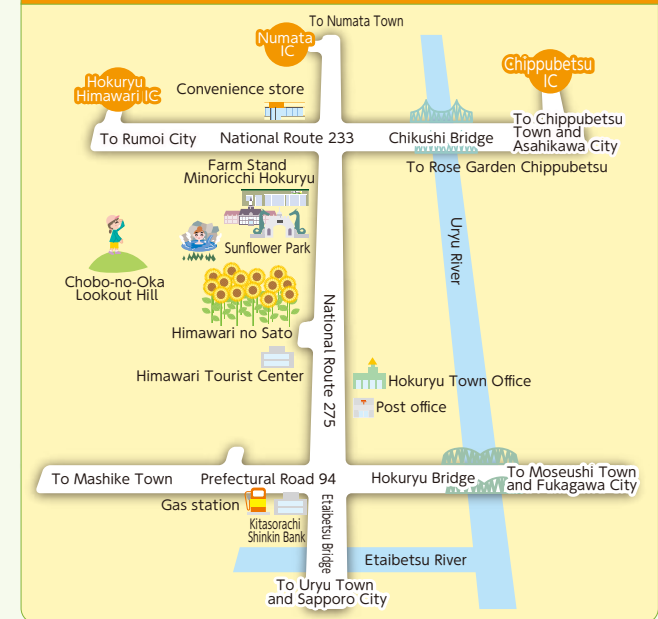 To Numata Town
Numata
IC
Chippubetsu
IC
Hokuryu
Himawari IC
Convenience store
To Rumoi City
National Route 233
Chikushi Bridge
To Chippubetsu
Town and
Asahikawa City
To Rose Garden Chippubetsu
Farm Stand
Minoricchi Hokuryu
Sunflower Park
Uryu River
Chobo-no-Oka
Lookout Hill
Himawari no Sato
National Route 275
Himawari Tourist Center
Hokuryu Town Office
Post office
To Mashike Town
Prefectural Road 94
Hokuryu Bridge
To Moseushi Town
and Fukagawa City
Gas station
Kitasorachi
Shinkin Bank
Etaibetsu Bridge
Etaibetsu River
To Uryu Town
and Sapporo City